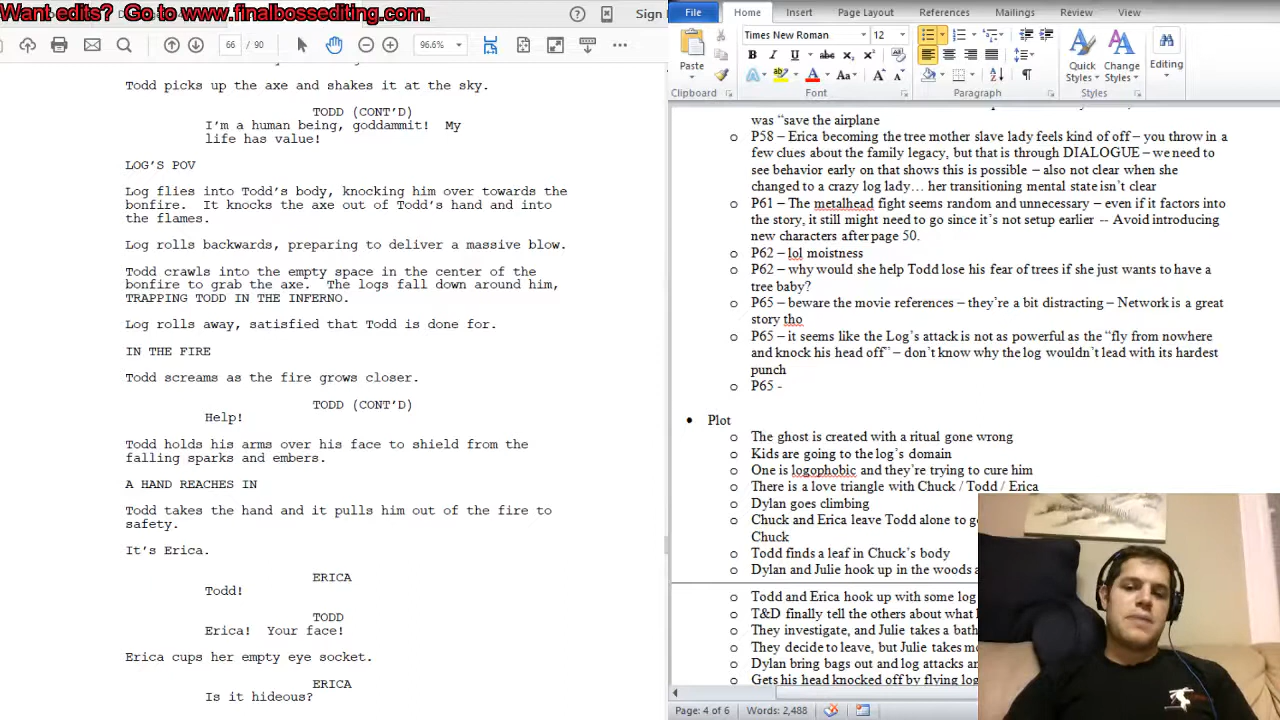 Want edits? Go to www.finalbossediting.com.
Sign
66
96.6%
Todd picks up the axe and shakes it at the sky.
TODD (CONT'D)
I'm a human being, goddammit! My
life has value!
LOG'S POV
Log flies into Todd's body, knocking him over towards the
bonfire. It knocks the axe out of Todd's hand and into
the flames.
Log rolls backwards, preparing to deliver a massive blow.
Todd crawls into the empty space in the center of the
bonfire to grab the axe. The logs fall down around him,
TRAPPING TODD IN THE INFERNO.
Log rolls away, satisfied that Todd is done for.
IN THE FIRE
Todd screams as the fire grows closer.
TODD (CONT'D)
Help!
Todd holds his arms over his face to shield from the
falling sparks and embers.
A HAND REACHES IN
Todd takes the hand and it pulls him out of the fire to
safety.
It's Erica.
ERICA
Todd!
TODD
Erica! Your face!
Erica cups her empty eye socket.
ERICA
Is it hideous?
File Home Insert Page Layout References Mailings Review View
Times New Roman 12
Paste
Quick Styles
Change Styles
Editing
Clipboard Font Paragraph Styles
was "save the airplane
P58 – Erica becoming the tree mother slave lady feels kind of off – you throw in a
few clues about the family legacy, but that is through DIALOGUE – we need to
see behavior early on that shows this is possible – also not clear when she
changed to a crazy log lady… her transitioning mental state isn't clear
P61 – The metalhead fight seems random and unnecessary – even if it factors into
the story, it still might need to go since it's not setup earlier -- Avoid introducing
new characters after page 50.
P62 – lol moistness
P62 – why would she help Todd lose his fear of trees if she just wants to have a
tree baby?
P65 – beware the movie references – they're a bit distracting – Network is a great
story tho
P65 – it seems like the Log's attack is not as powerful as the "fly from nowhere
and knock his head off" – don't know why the log wouldn't lead with its hardest
punch
P65 -
Plot
The ghost is created with a ritual gone wrong
Kids are going to the log's domain
One is logophobic and they're trying to cure him
There is a love triangle with Chuck / Todd / Erica
Dylan goes climbing
Chuck and Erica leave Todd alone to
Chuck
Todd finds a leaf in Chuck's body
Dylan and Julie hook up in the woods
Todd and Erica hook up with some log
T&D finally tell the others about what
They investigate, and Julie takes a bath
They decide to leave, but Julie takes
Dylan bring bags out and log attacks
Gets his head knocked off by flying log
Page: 4 of 6 Words: 2,488